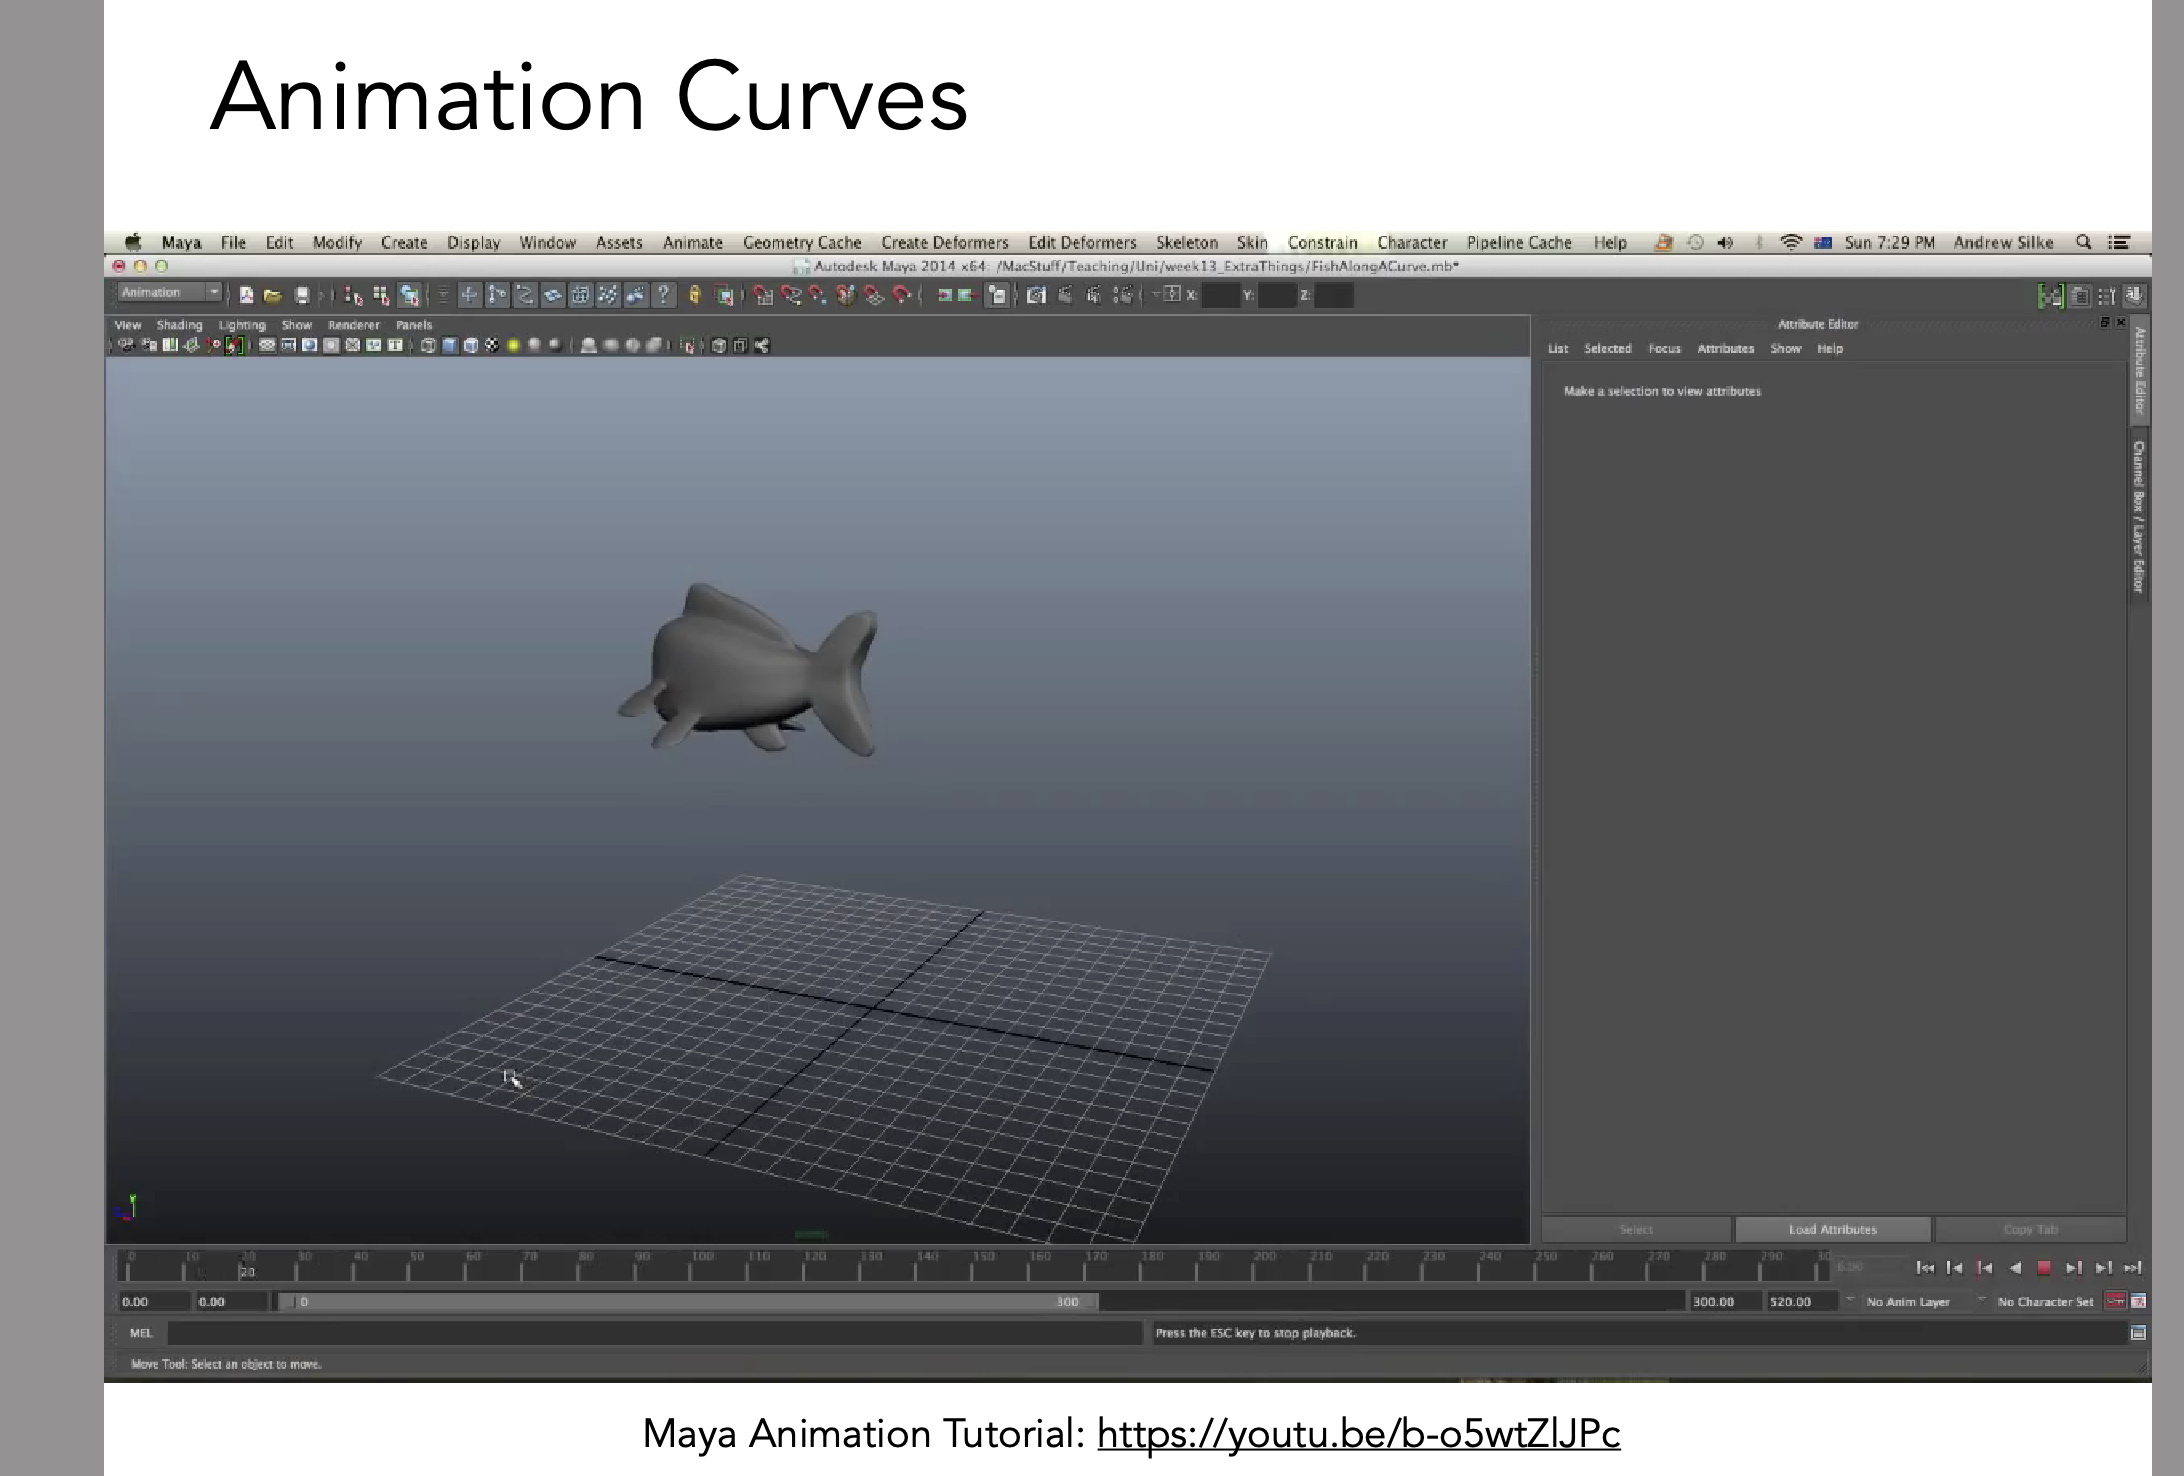 Animation Curves
Maya File Edit Modify Create Display Window Assets Animate Geometry Cache Create Deformers Edit Deformers Skeleton Skin Constrain Character Pipeline Cache Help Sun 7:29 PM Andrew Silke
Autodesk Maya 2014 x64: /MacStuff/Teaching/Uni/week13_ExtraThings/FishAlongACurve.mb*
Animation X: Y: Z:
View Shading Lighting Show Renderer Panels
Attribute Editor
List Selected Focus Attributes Show Help
Make a selection to view attributes
Attribute Editor
Channel Box / Layer Editor
Select Load Attributes Copy Tab
0 10 20 30 40 50 60 70 80 90 100 110 120 130 140 150 160 170 180 190 200 210 220 230 240 250 260 270 280 290 30
20
0.00 0.00 0 300 300.00 520.00 No Anim Layer No Character Set
MEL Press the ESC key to stop playback.
Move Tool: Select an object to move.
Maya Animation Tutorial: https://youtu.be/b-o5wtZlJPc